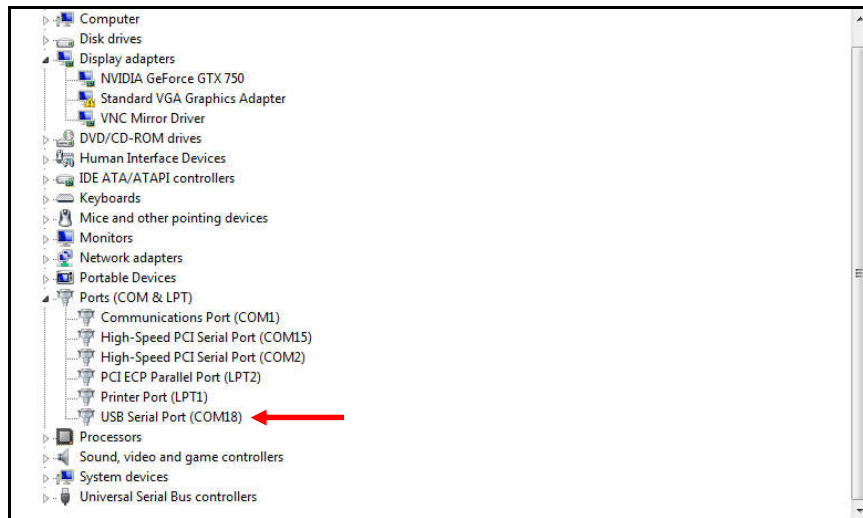 Computer
Disk drives
Display adapters
NVIDIA GeForce GTX 750
Standard VGA Graphics Adapter
VNC Mirror Driver
DVD/CD-ROM drives
Human Interface Devices
IDE ATA/ATAPI controllers
Keyboards
Mice and other pointing devices
Monitors
Network adapters
Portable Devices
Ports (COM & LPT)
Communications Port (COM1)
High-Speed PCI Serial Port (COM15)
High-Speed PCI Serial Port (COM2)
PCI ECP Parallel Port (LPT2)
Printer Port (LPT1)
USB Serial Port (COM18)
Processors
Sound, video and game controllers
System devices
Universal Serial Bus controllers